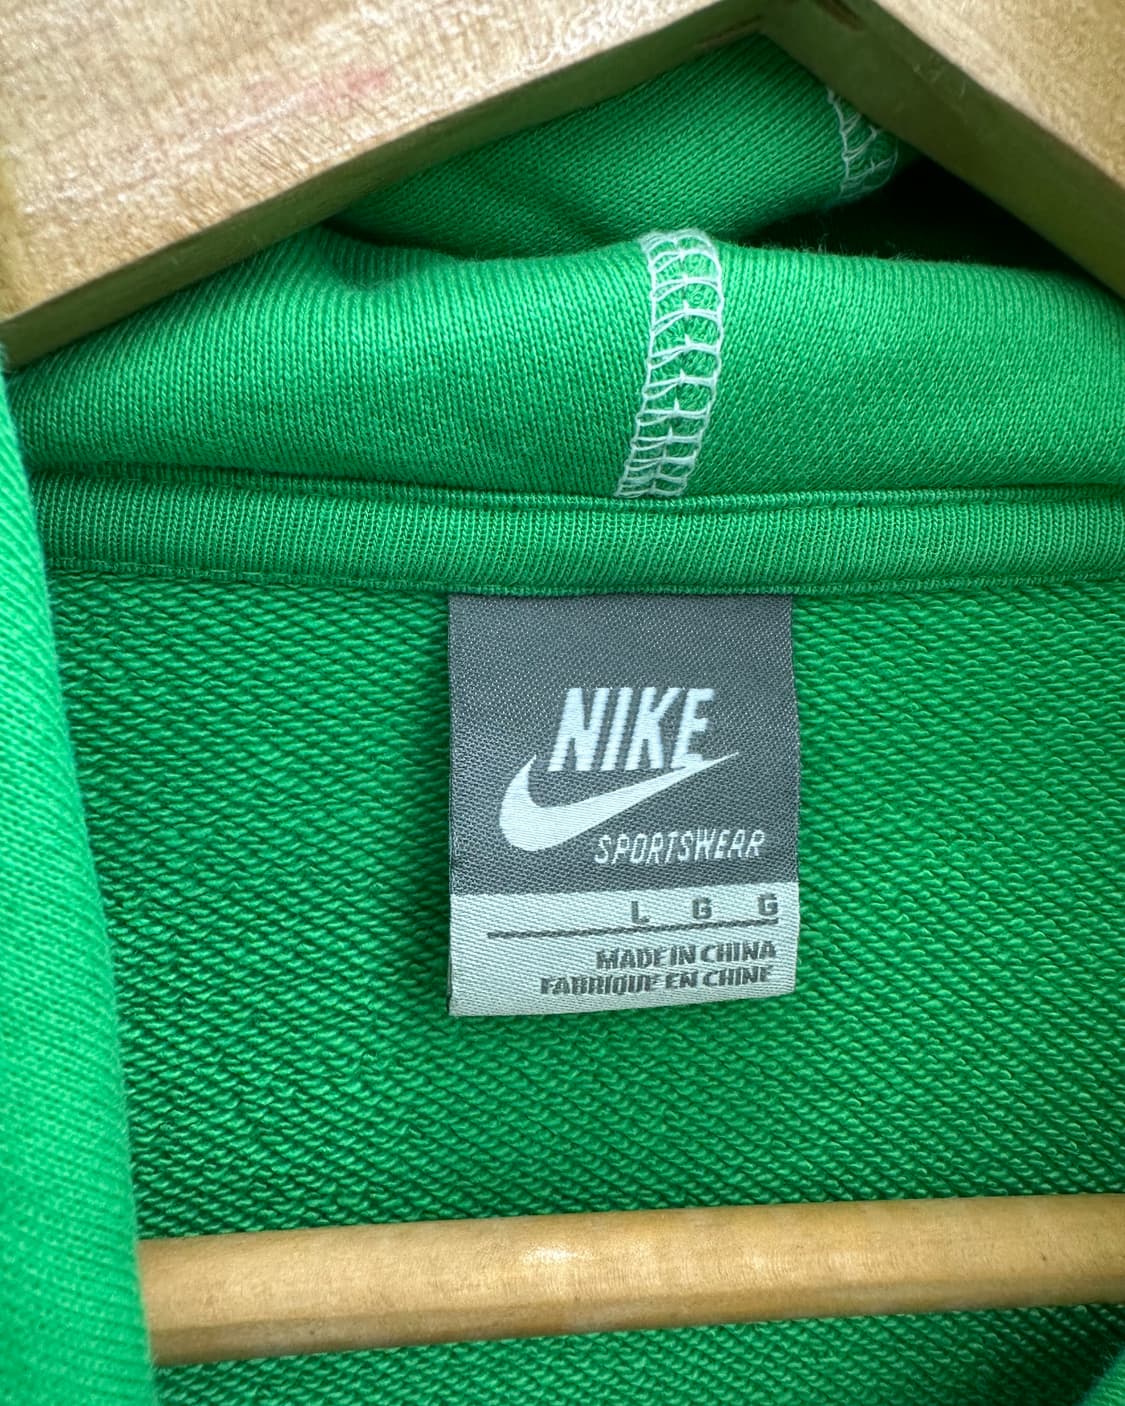 NIKE
SPORTSWEAR
L G G
MADE IN CHINA
FABRIQUE EN CHINE